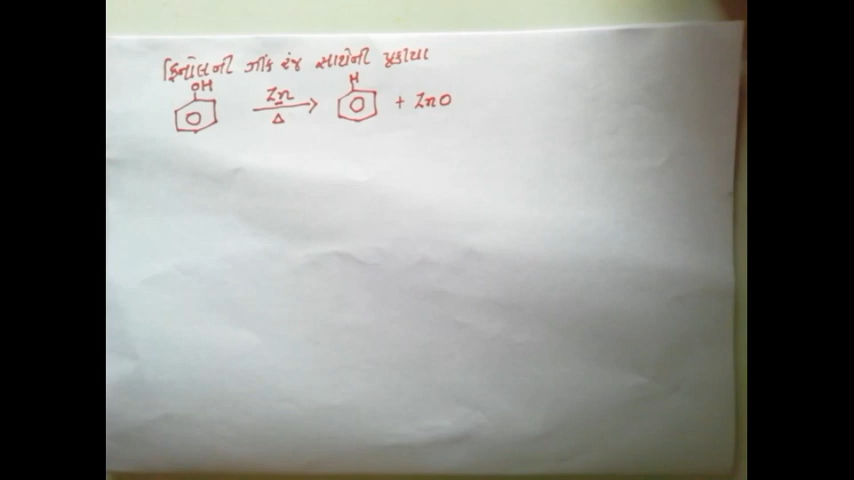 ફિનોલની ઝીંક રજ સાથેની પ્રક્રીયા
OH Zn H
Δ + ZnO